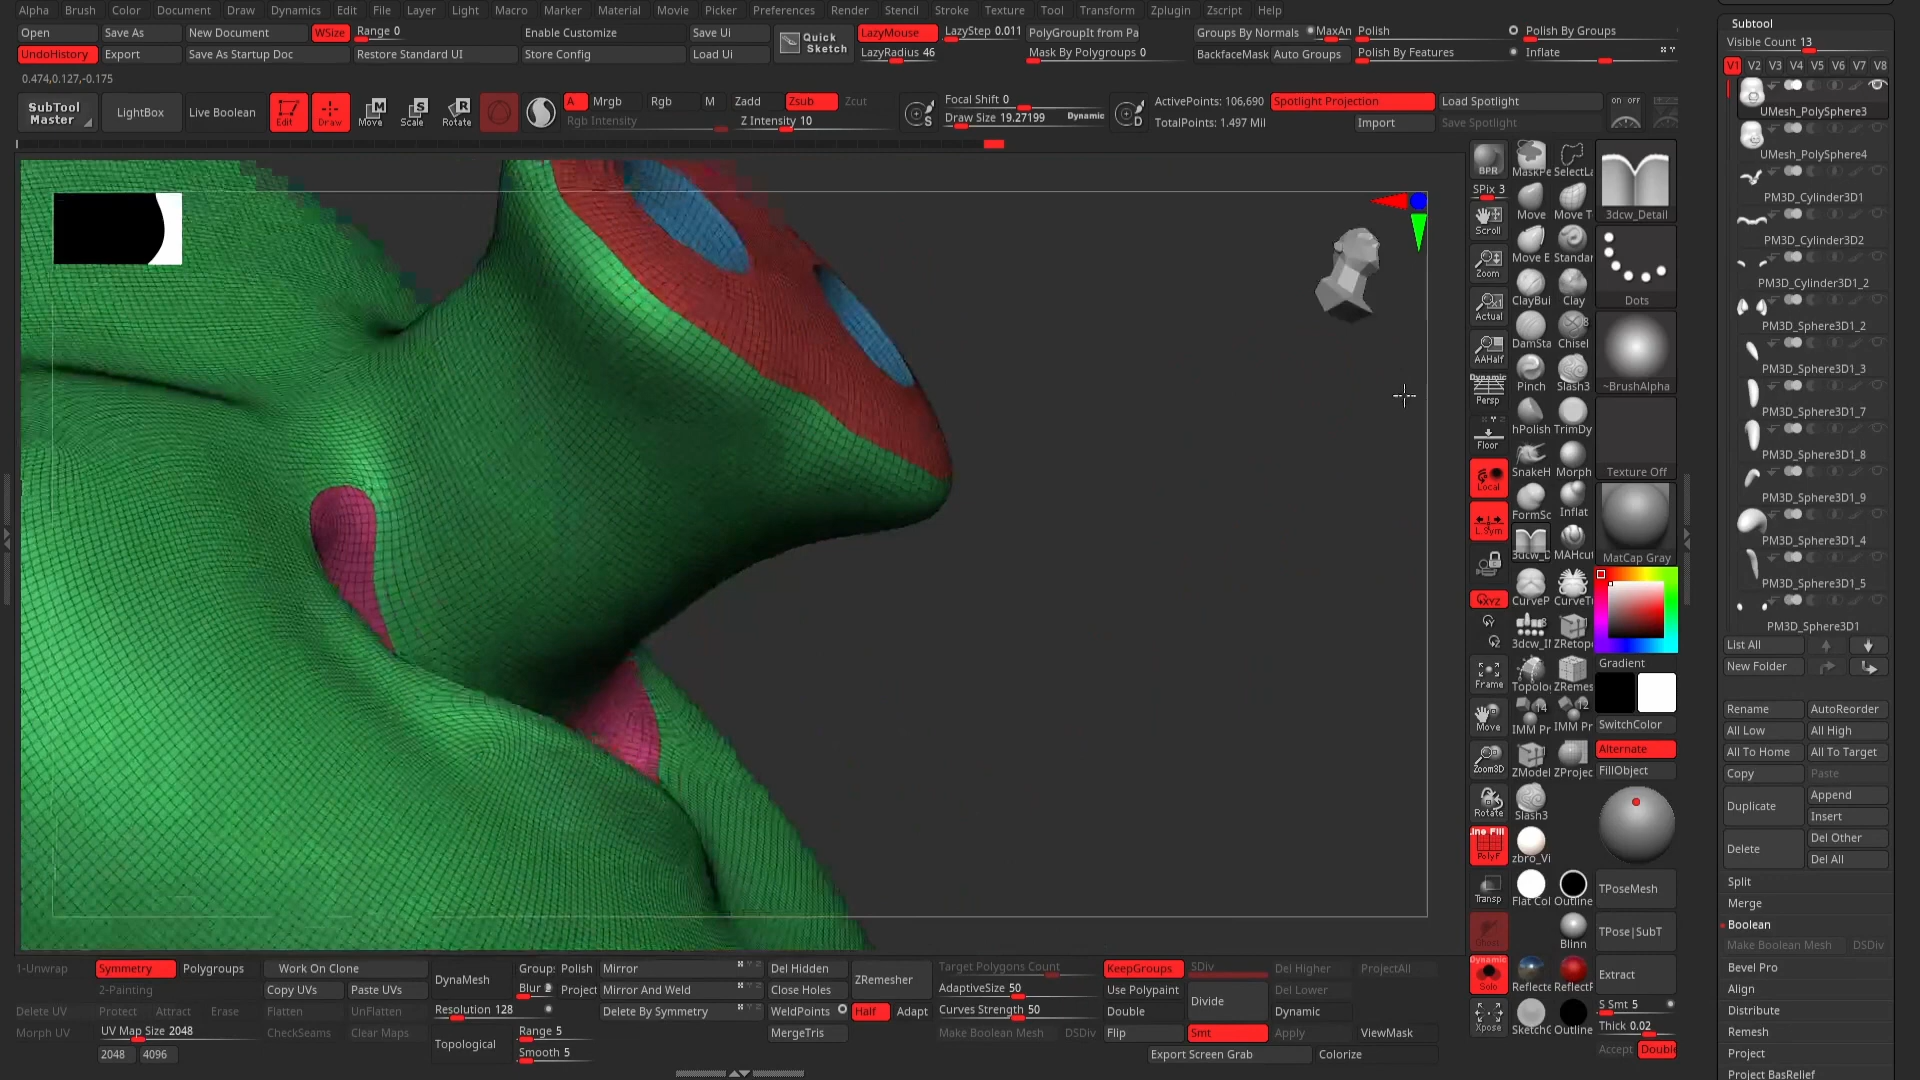 Alpha Brush Color Document Draw Dynamics Edit File Layer Light Macro Marker Material Movie Picker Preferences Render Stencil Stroke Texture Tool Transform Zplugin Zscript Help
Open Save As New Document WSize Range 0 Enable Customize Save Ui Quick Sketch LazyMouse LazyStep 0.011 PolyGroupIt from Pa Groups By Normals MaxAn Polish Polish By Groups
UndoHistory Export Save As Startup Doc Restore Standard UI Store Config Load Ui LazyRadius 46 Mask By Polygroups 0 BackfaceMask Auto Groups Polish By Features Inflate
0.474,0.127,-0.175
SubTool Master LightBox Live Boolean Edit Draw Move Scale Rotate
A Mrgb Rgb M Zadd Zsub Zcut
Rgb Intensity Z Intensity 10
Focal Shift 0
Draw Size 19.27199 Dynamic
ActivePoints: 106,690 Spotlight Projection Load Spotlight on off
TotalPoints: 1.497 Mil Import Save Spotlight
BPR
SPix 3
Scroll
Zoom
Actual
AAHalf
Dynamic
Persp
Floor
Local
L.Sym
XYZ
Frame
Move
Zoom3D
Rotate
Line Fill
PolyF
Transp
Ghost
Dynamic
Solo
Xpose
MaskPe SelectLa
Move Move T
Move E Standar
ClayBui Clay
DamSta Chisel
Pinch Slash3
hPolish TrimDy
SnakeH Morph
FormSo Inflat
3dcw_D MAHcut
CurveP CurveTu
3dcw_II ZRetopo
Topolo ZRemes
IMM Pr IMM Pr
ZModel ZProjec
Slash3
zbro_Vi
Flat Col Outline
Blinn
Reflecte ReflectF
SketchC Outline
3dcw_Detail
Dots
~BrushAlpha
Texture Off
MatCap Gray
Gradient
SwitchColor
Alternate
FillObject
TPoseMesh
TPose|SubT
Extract
S Smt 5
Thick 0.02
Accept Double
Subtool
Visible Count 13
V1 V2 V3 V4 V5 V6 V7 V8
UMesh_PolySphere3
UMesh_PolySphere4
PM3D_Cylinder3D1
PM3D_Cylinder3D2
PM3D_Cylinder3D1_2
PM3D_Sphere3D1_2
PM3D_Sphere3D1_3
PM3D_Sphere3D1_7
PM3D_Sphere3D1_8
PM3D_Sphere3D1_9
PM3D_Sphere3D1_4
PM3D_Sphere3D1_5
PM3D_Sphere3D1
List All
New Folder
Rename AutoReorder
All Low All High
All To Home All To Target
Copy Paste
Duplicate Append
Insert
Delete Del Other
Del All
Split
Merge
Boolean
Make Boolean Mesh DSDiv
Bevel Pro
Align
Distribute
Remesh
Project
Project BasRelief
1-Unwrap Symmetry Polygroups Work On Clone
2-Painting Copy UVs Paste UVs
Delete UV Protect Attract Erase Flatten UnFlatten
Morph UV UV Map Size 2048 CheckSeams Clear Maps
2048 4096
DynaMesh Polish
Blur 2 Project
Resolution 128
Topological Range 5
Smooth 5
Mirror Del Hidden ZRemesher
Mirror And Weld Close Holes
Delete By Symmetry WeldPoints Half Adapt
MergeTris
Target Polygons Count KeepGroups SDiv Del Higher ProjectAll
AdaptiveSize 50 Use Polypaint Divide Del Lower
Curves Strength 50 Double Dynamic
Make Boolean Mesh DSDiv Flip Smt Apply ViewMask
Export Screen Grab Colorize